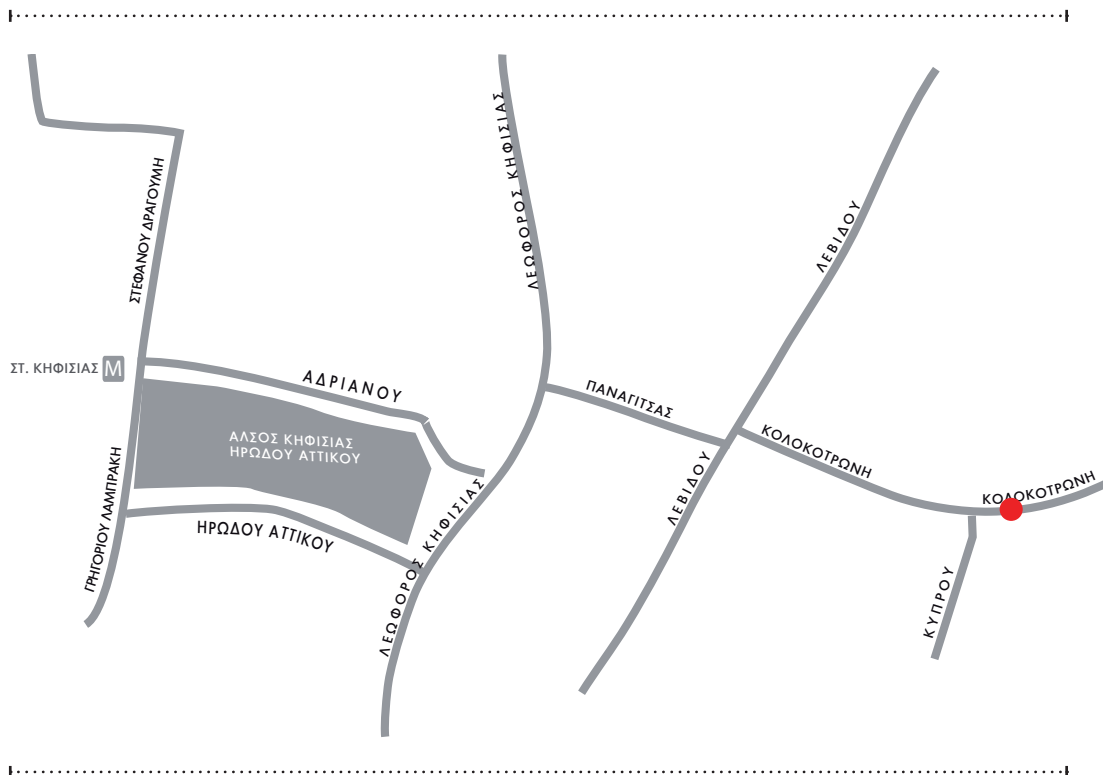 ΛΕΩΦΟΡΟΣ ΚΗΦΙΣΙΑΣ
ΣΤΕΦΑΝΟΥ ΔΡΑΓΟΥΜΗ
ΛΕΒΙΔΟΥ
ΣΤ. ΚΗΦΙΣΙΑΣ M
ΑΔΡΙΑΝΟΥ
ΠΑΝΑΓΙΤΣΑΣ
ΑΛΣΟΣ ΚΗΦΙΣΙΑΣ
ΗΡΩΔΟΥ ΑΤΤΙΚΟΥ
ΚΟΛΟΚΟΤΡΩΝΗ
ΛΕΒΙΔΟΥ
ΚΟΛΟΚΟΤΡΩΝΗ
ΓΡΗΓΟΡΙΟΥ ΛΑΜΠΡΑΚΗ
ΗΡΩΔΟΥ ΑΤΤΙΚΟΥ
ΛΕΩΦΟΡΟΣ ΚΗΦΙΣΙΑΣ
ΚΥΠΡΟΥ